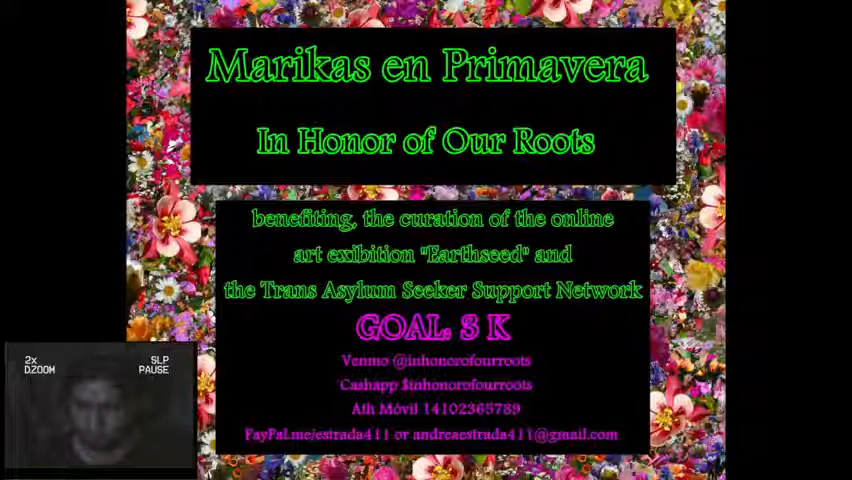 Marikas en Primavera
In Honor of Our Roots
benefiting, the curation of the online
art exibition "Earthseed" and
the Trans Asylum Seeker Support Network
GOAL: 3 K
Venmo @inhonorofourroots
Cashapp $inhonorofourroots
Ath Móvil 14102365789
PayPal.me/estrada411 or andreaestrada411@gmail.com
2x
D.ZOOM
SLP
PAUSE